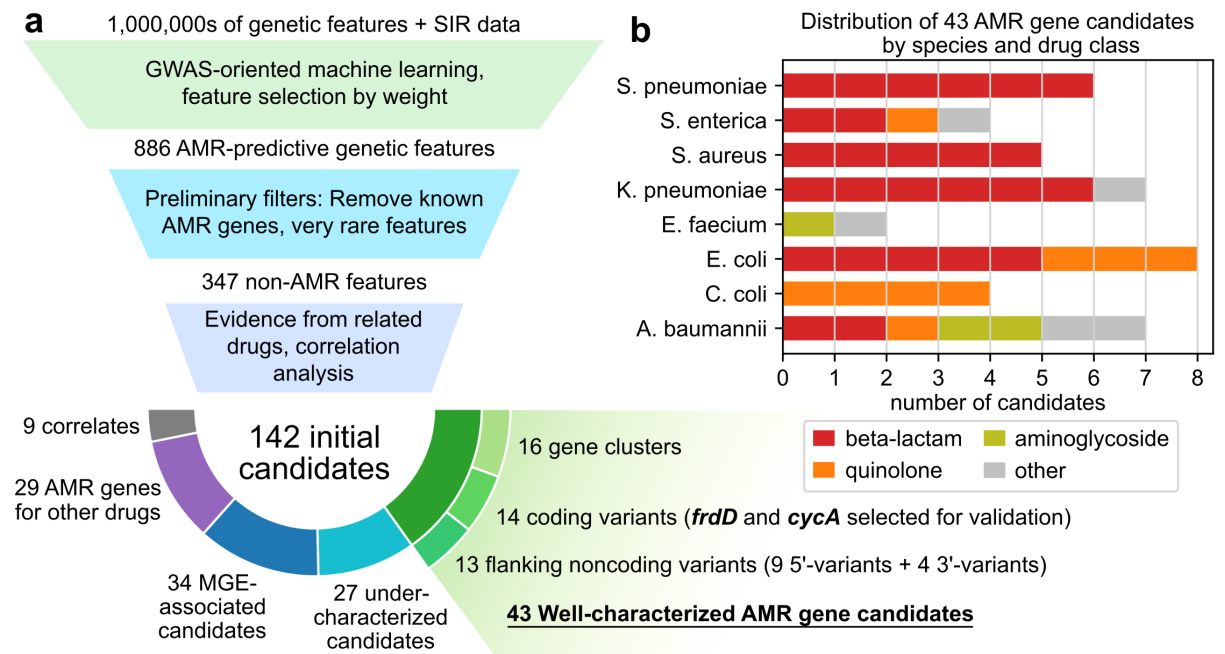 a
1,000,000s of genetic features + SIR data
GWAS-oriented machine learning,
feature selection by weight
886 AMR-predictive genetic features
Preliminary filters: Remove known
AMR genes, very rare features
347 non-AMR features
Evidence from related
drugs, correlation
analysis
142 initial
candidates
9 correlates
29 AMR genes
for other drugs
34 MGE-
associated
candidates
27 under-
characterized
candidates
16 gene clusters
14 coding variants (frdD and cycA selected for validation)
13 flanking noncoding variants (9 5'-variants + 4 3'-variants)
43 Well-characterized AMR gene candidates
b
Distribution of 43 AMR gene candidates
by species and drug class
S. pneumoniae
S. enterica
S. aureus
K. pneumoniae
E. faecium
E. coli
C. coli
A. baumannii
0 1 2 3 4 5 6 7 8
number of candidates
beta-lactam
quinolone
aminoglycoside
other